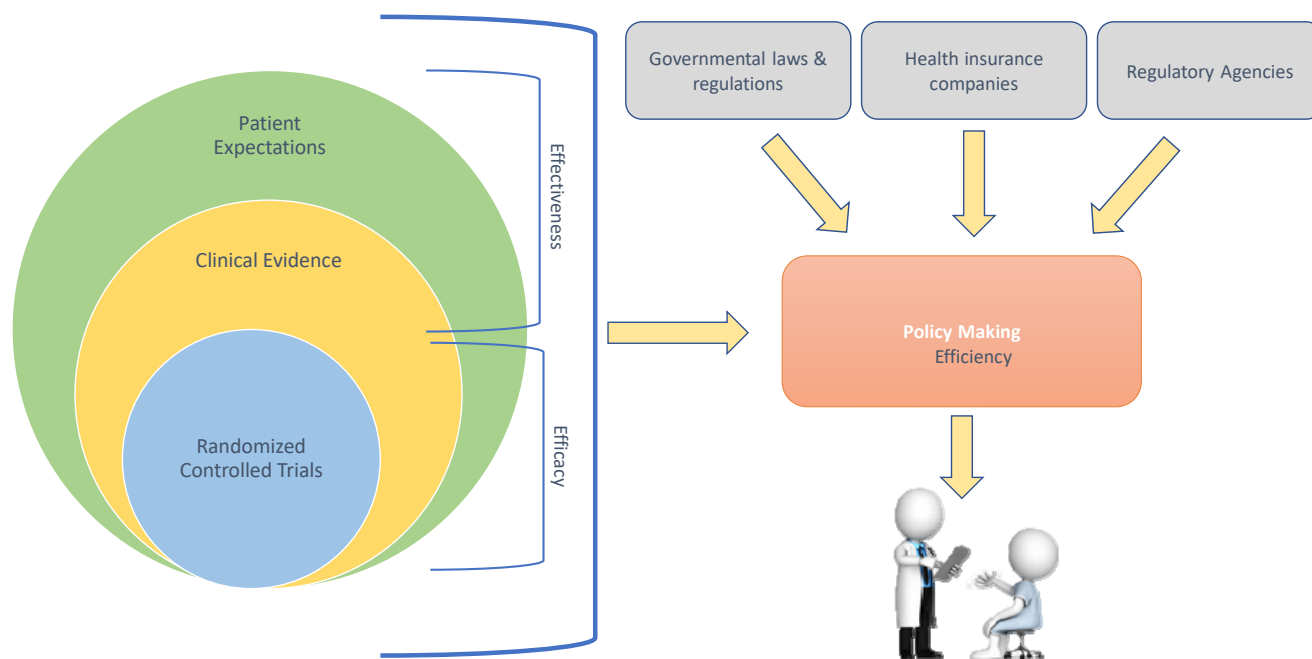 Patient
Expectations
Clinical Evidence
Randomized
Controlled Trials
Effectiveness
Efficacy
Governmental laws &
regulations
Health insurance
companies
Regulatory Agencies
Policy Making
Efficiency